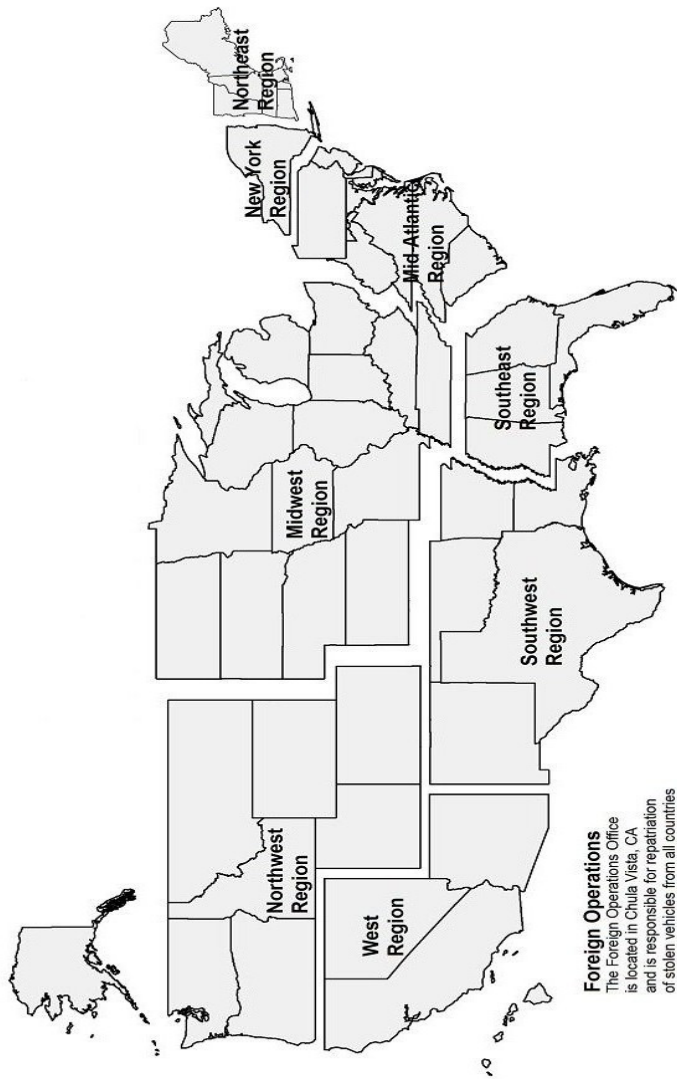 Northeast
Region
New York
Region
Mid-Atlantic
Region
Midwest
Region
Southeast
Region
Northwest
Region
Southwest
Region
West
Region
Foreign Operations
The Foreign Operations Office
is located in Chula Vista, CA
and is responsible for repatriation
of stolen vehicles from all countries